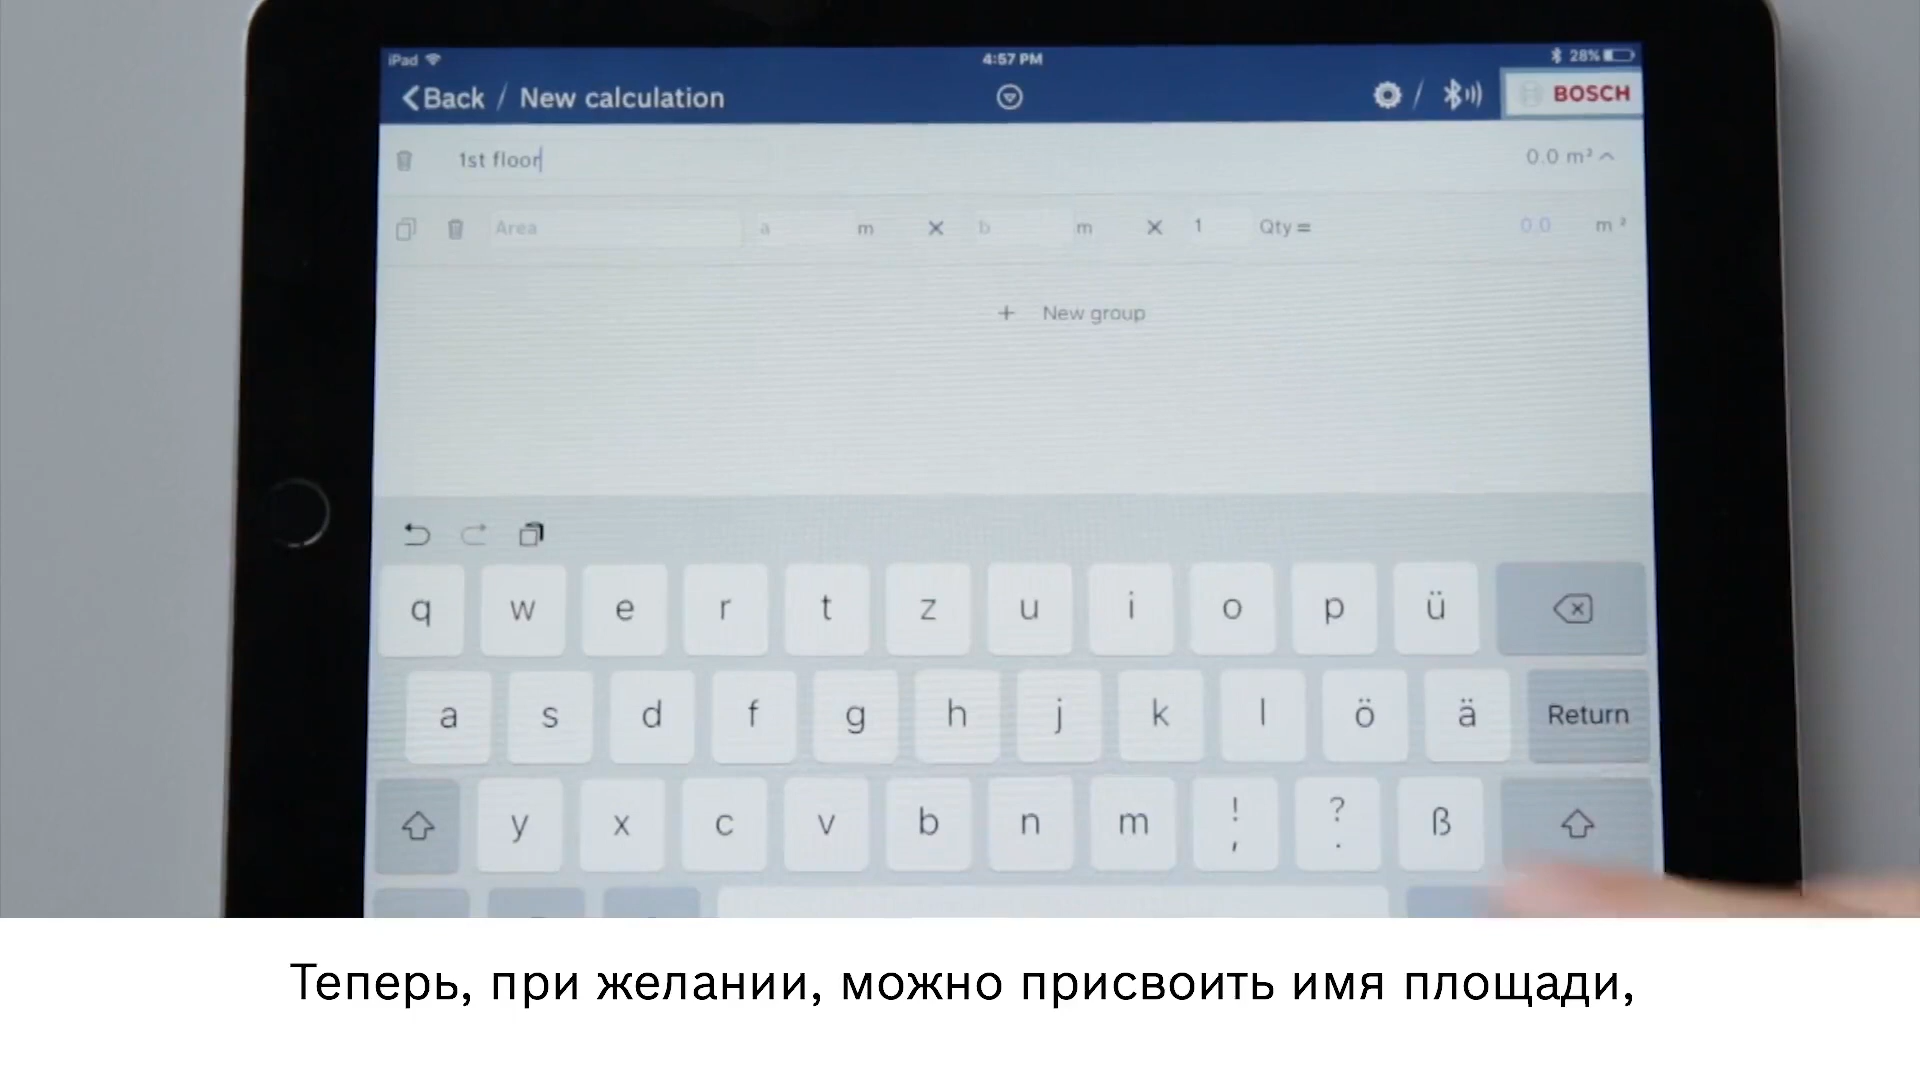 iPad 4:57 PM 28%
Back / New calculation / BOSCH
1st floor 0.0 m²
Area a m × b m × 1 Qty = 0.0 m²
+ New group
q w e r t z u i o p ü
a s d f g h j k l ö ä Return
y x c v b n m ! , ? . ß
Теперь, при желании, можно присвоить имя площади,